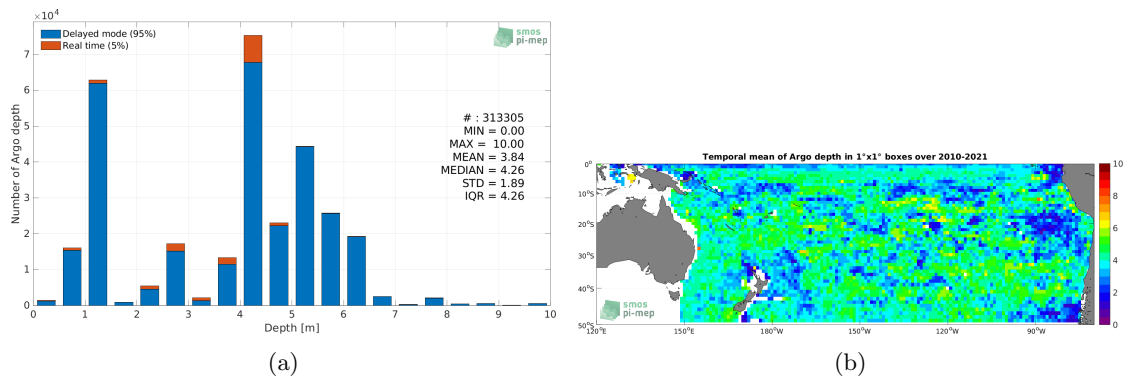 ×10⁴
Delayed mode (95%)
Real time (5%)
smos
pi-mep
7
6
5
4
3
2
1
0
Number of Argo depth
# : 313305
MIN = 0.00
MAX = 10.00
MEAN = 3.84
MEDIAN = 4.26
STD = 1.89
IQR = 4.26
0 1 2 3 4 5 6 7 8 9 10
Depth [m]
(a)
Temporal mean of Argo depth in 1°x1° boxes over 2010-2021
0°
10°S
20°S
30°S
40°S
50°S
120°E 150°E 180°W 150°W 120°W 90°W
smos
pi-mep
10
8
6
4
2
0
(b)